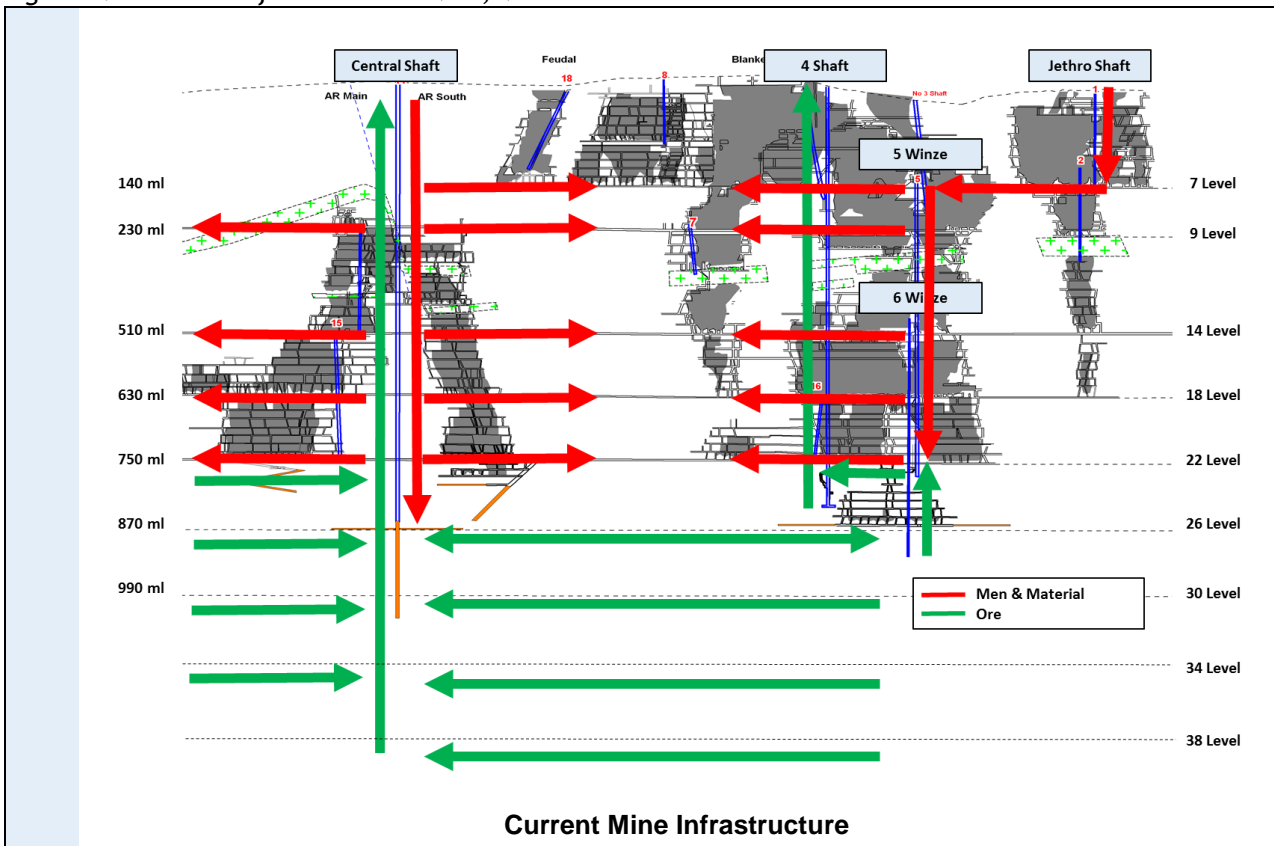 Central Shaft
Feudal
18
8
4 Shaft
Jethro Shaft
AR Main
AR South
No 3 Shaft
1
5 Winze
2
5
140 ml
7 Level
7
230 ml
9 Level
6 Winze
15
510 ml
14 Level
16
630 ml
18 Level
750 ml
22 Level
870 ml
26 Level
990 ml
30 Level
Men & Material
Ore
34 Level
38 Level
Current Mine Infrastructure